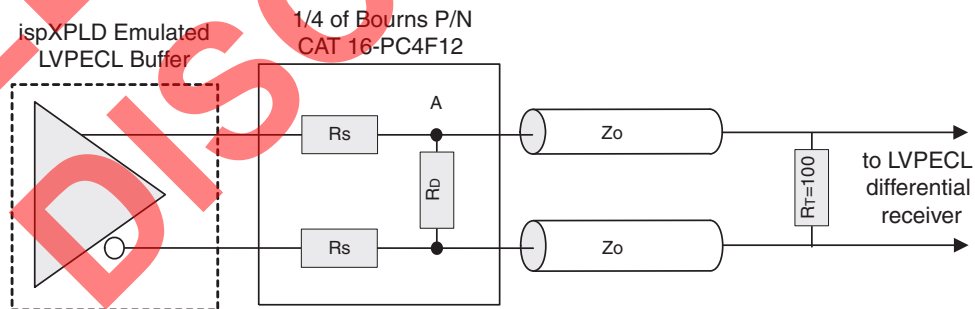 ispXPLD Emulated
LVPECL Buffer
1/4 of Bourns P/N
CAT 16-PC4F12
A
Rs
RD
Rs
Zo
Zo
RT=100
to LVPECL
differential
receiver